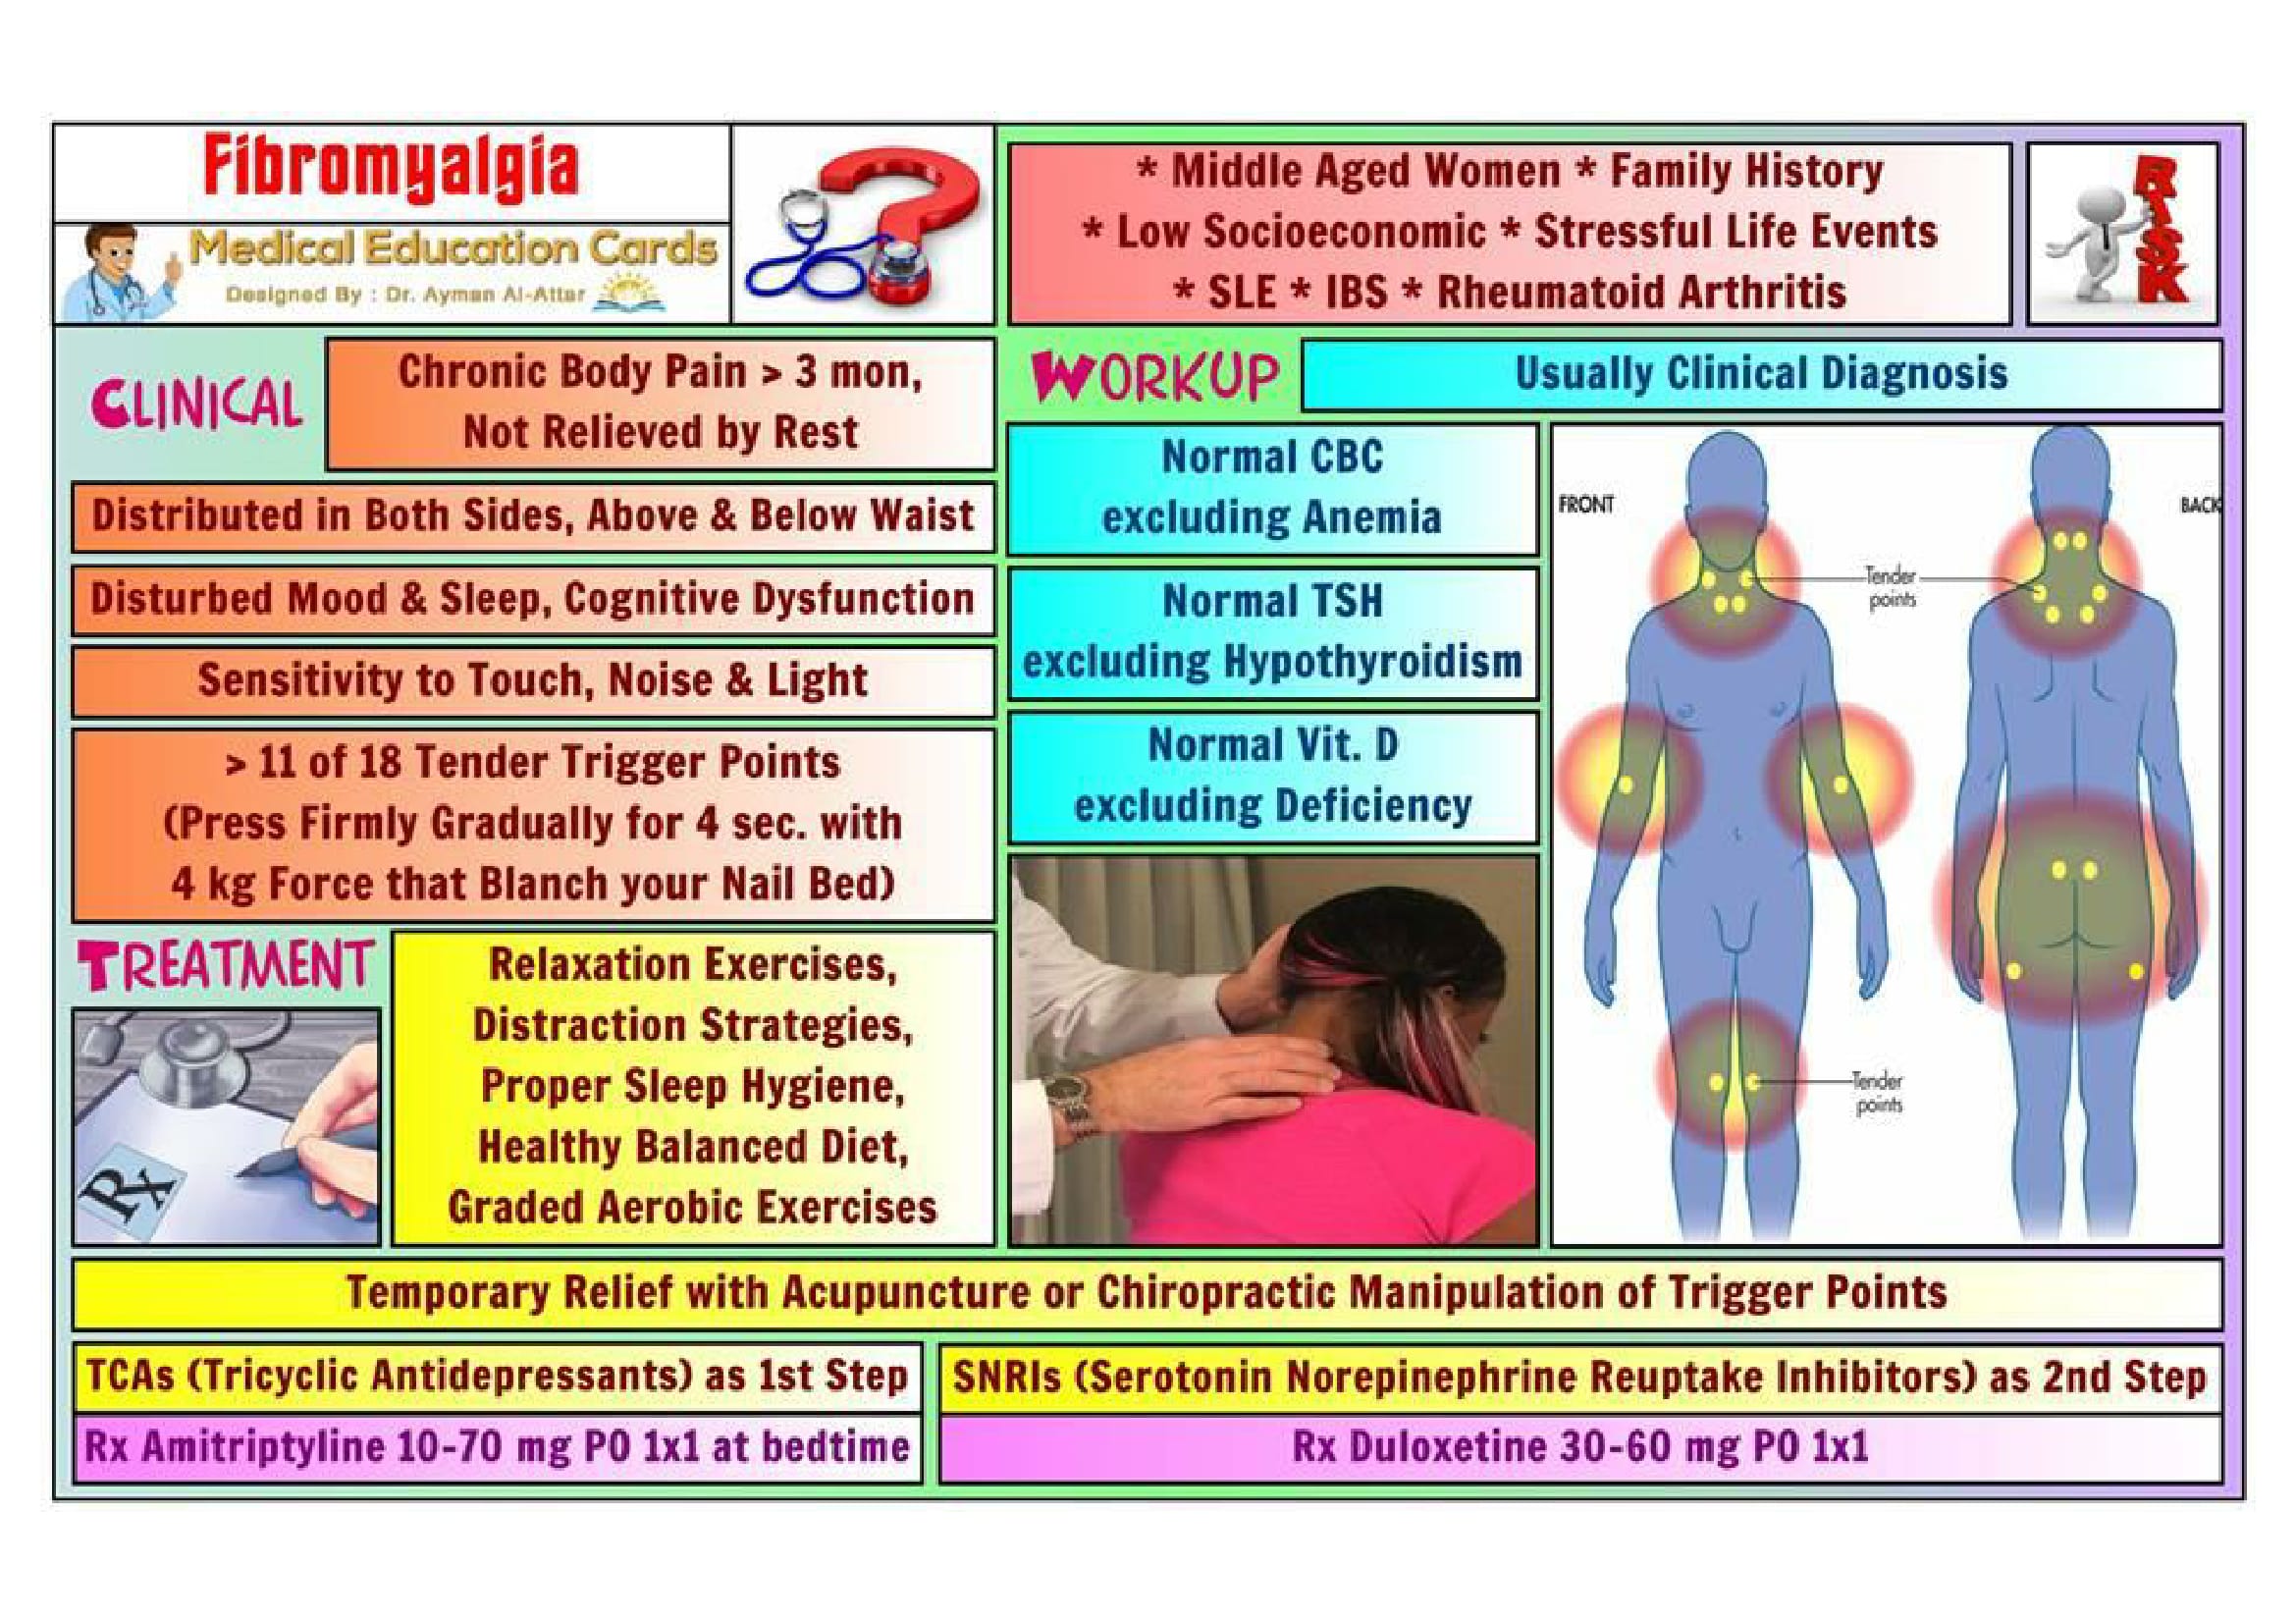 Fibromyalgia
Medical Education Cards
Designed By : Dr. Ayman Al-Attar
* Middle Aged Women * Family History
* Low Socioeconomic * Stressful Life Events
* SLE * IBS * Rheumatoid Arthritis
RISK
CLINICAL
Chronic Body Pain > 3 mon,
Not Relieved by Rest
Distributed in Both Sides, Above & Below Waist
Disturbed Mood & Sleep, Cognitive Dysfunction
Sensitivity to Touch, Noise & Light
> 11 of 18 Tender Trigger Points
(Press Firmly Gradually for 4 sec. with
4 kg Force that Blanch your Nail Bed)
WORKUP
Usually Clinical Diagnosis
Normal CBC
excluding Anemia
Normal TSH
excluding Hypothyroidism
Normal Vit. D
excluding Deficiency
FRONT
BACK
Tender
points
Tender
points
TREATMENT
Rx
Relaxation Exercises,
Distraction Strategies,
Proper Sleep Hygiene,
Healthy Balanced Diet,
Graded Aerobic Exercises
Temporary Relief with Acupuncture or Chiropractic Manipulation of Trigger Points
TCAs (Tricyclic Antidepressants) as 1st Step
Rx Amitriptyline 10-70 mg PO 1x1 at bedtime
SNRIs (Serotonin Norepinephrine Reuptake Inhibitors) as 2nd Step
Rx Duloxetine 30-60 mg PO 1x1